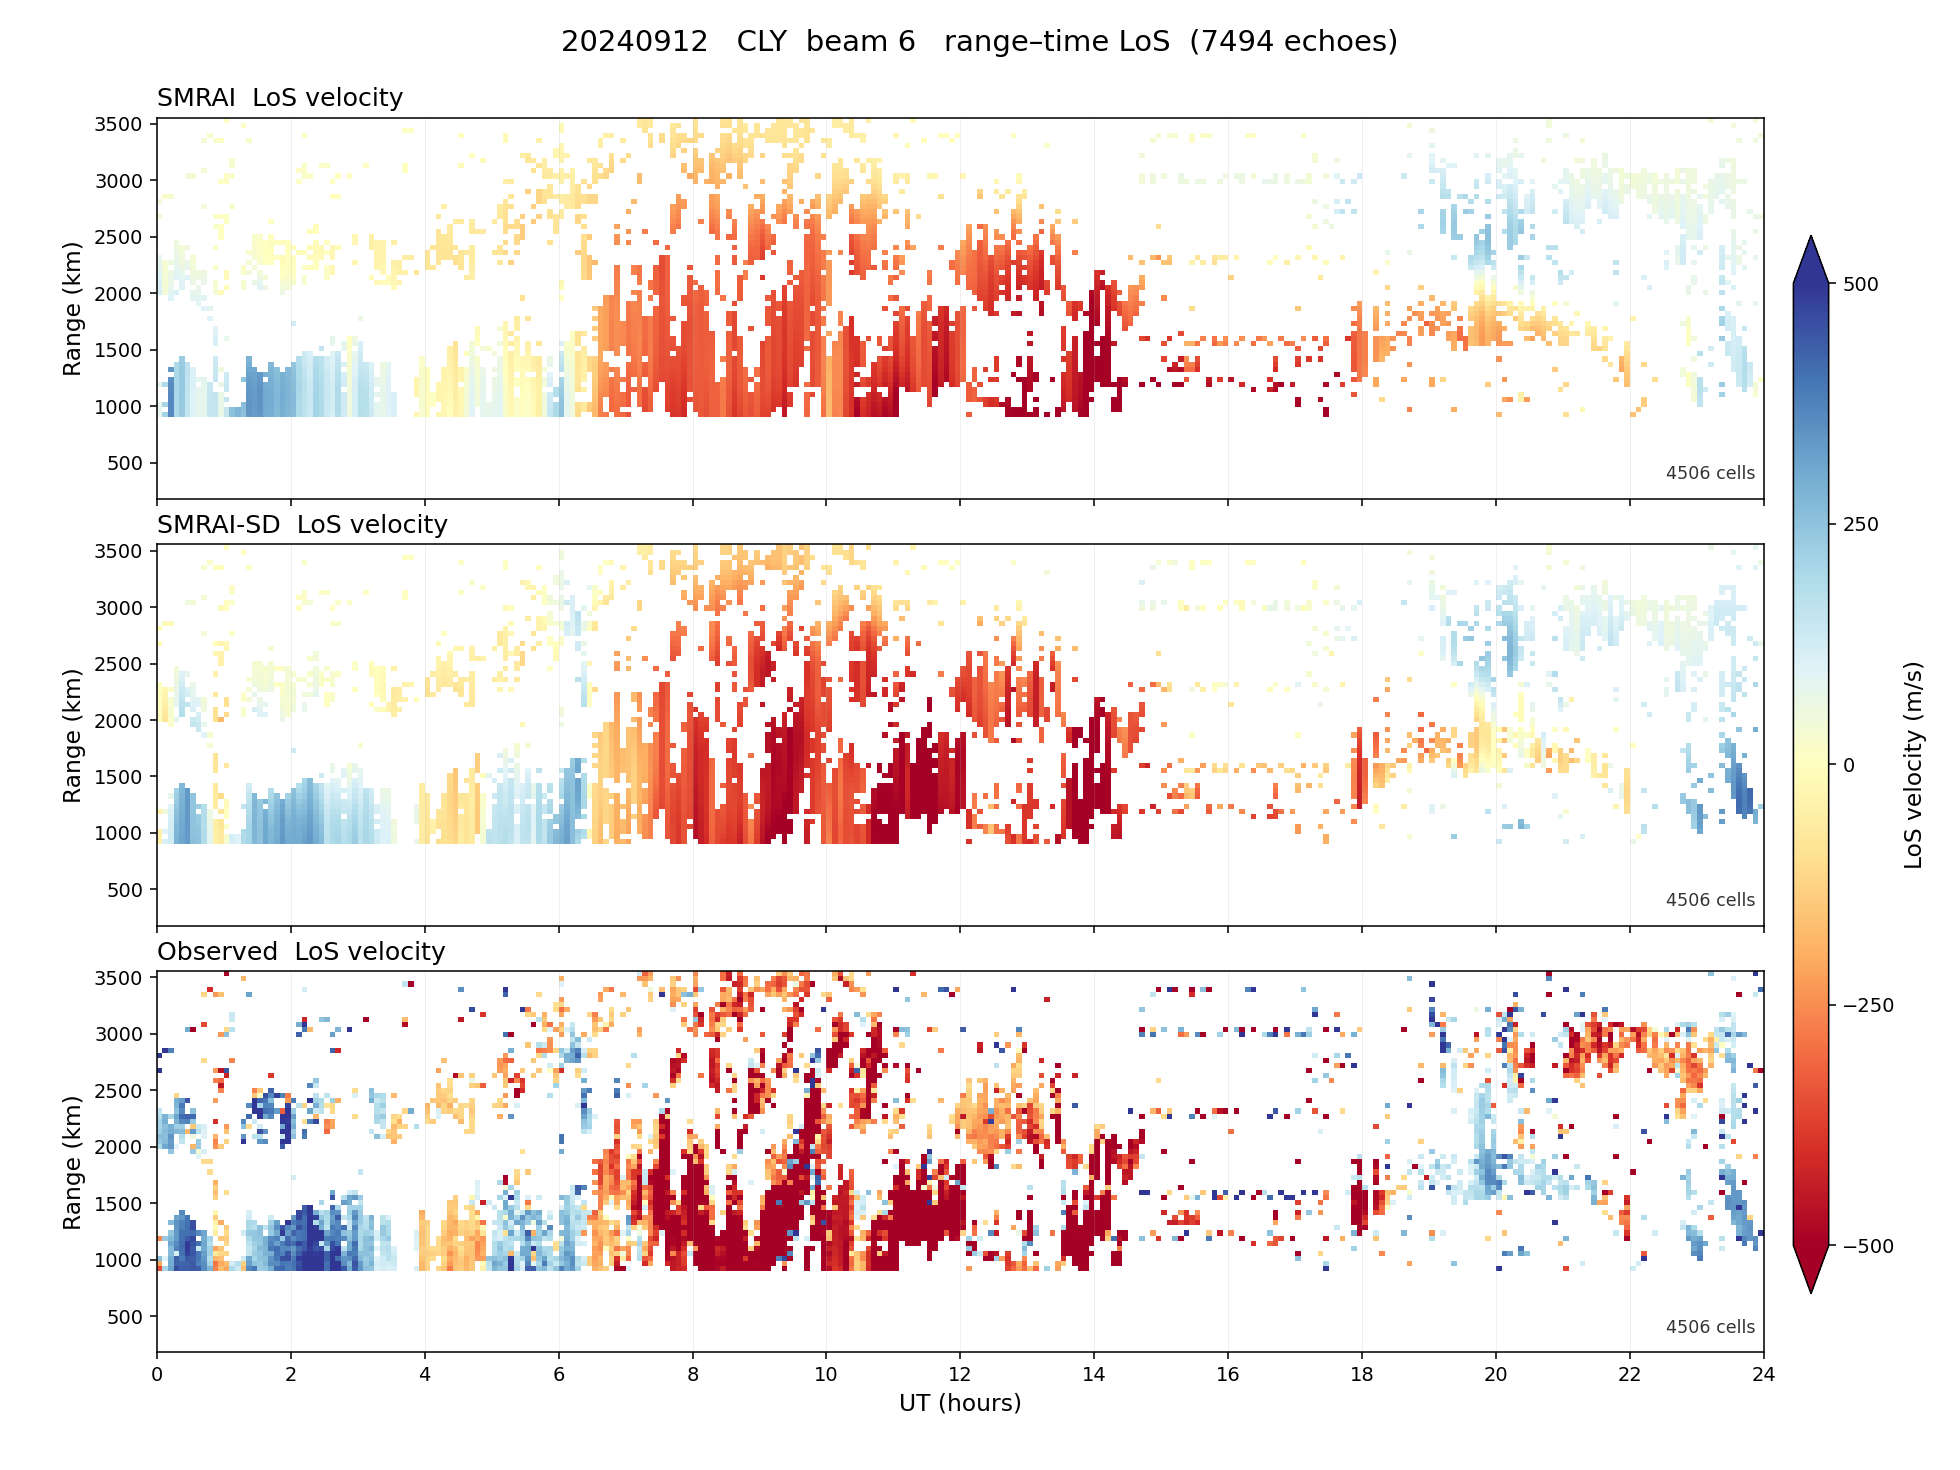 20240912   CLY  beam 6   range–time LoS  (7494 echoes)
SMRAI  LoS velocity
3500
3000
2500
2000
1500
1000
500
Range (km)
4506 cells
SMRAI-SD  LoS velocity
3500
3000
2500
2000
1500
1000
500
Range (km)
4506 cells
Observed  LoS velocity
3500
3000
2500
2000
1500
1000
500
Range (km)
4506 cells
0 2 4 6 8 10 12 14 16 18 20 22 24
UT (hours)
500
250
0
−250
−500
LoS velocity (m/s)